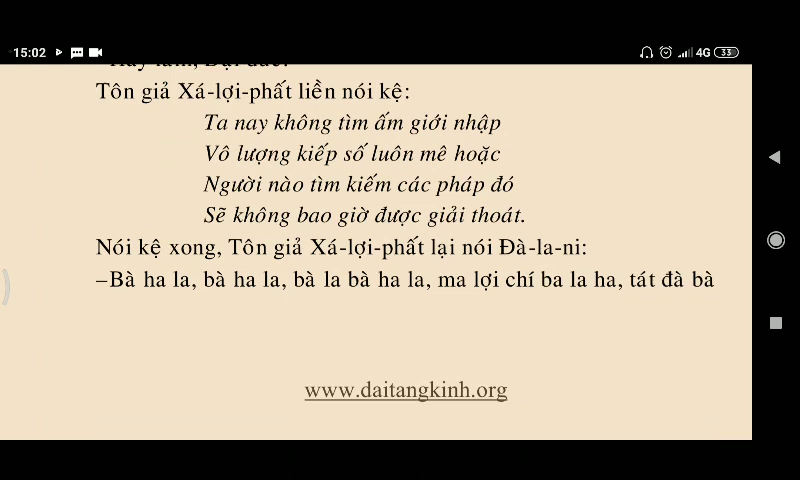 15:02
4G 33
Tôn giả Xá-lợi-phất liền nói kệ:
Ta nay không tìm ấm giới nhập
Vô lượng kiếp số luôn mê hoặc
Người nào tìm kiếm các pháp đó
Sẽ không bao giờ được giải thoát.
Nói kệ xong, Tôn giả Xá-lợi-phất lại nói Đà-la-ni:
–Bà ha la, bà ha la, bà la bà ha la, ma lợi chí ba la ha, tát đà bà
www.daitangkinh.org